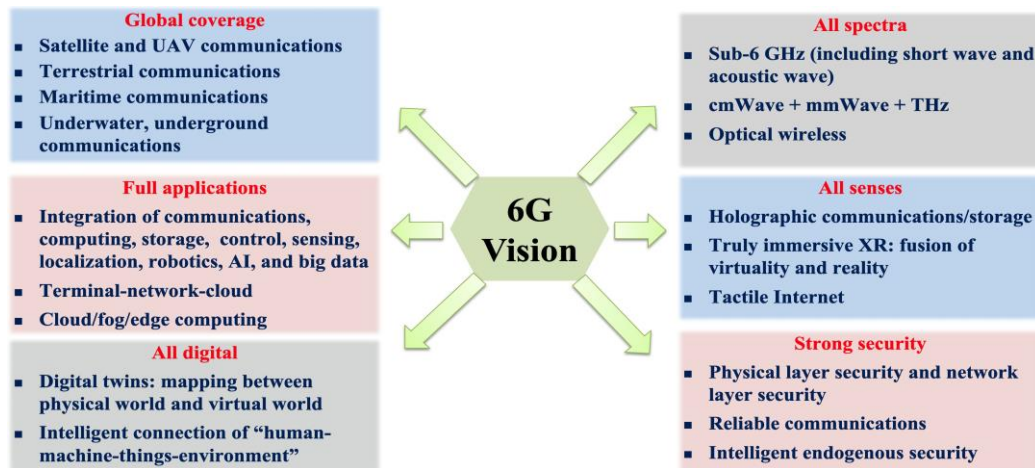 Global coverage
▪ Satellite and UAV communications
▪ Terrestrial communications
▪ Maritime communications
▪ Underwater, underground
communications
Full applications
▪ Integration of communications,
computing, storage, control, sensing,
localization, robotics, AI, and big data
▪ Terminal-network-cloud
▪ Cloud/fog/edge computing
All digital
▪ Digital twins: mapping between
physical world and virtual world
▪ Intelligent connection of “human-
machine-things-environment”
6G
Vision
All spectra
▪ Sub-6 GHz (including short wave and
acoustic wave)
▪ cmWave + mmWave + THz
▪ Optical wireless
All senses
▪ Holographic communications/storage
▪ Truly immersive XR: fusion of
virtuality and reality
▪ Tactile Internet
Strong security
▪ Physical layer security and network
layer security
▪ Reliable communications
▪ Intelligent endogenous security